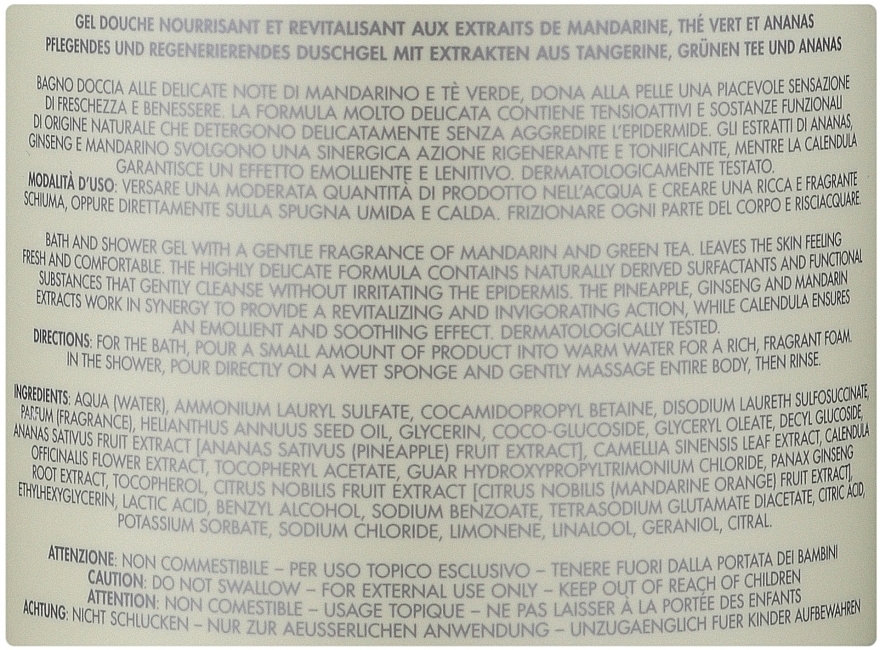 GEL DOUCHE NOURRISANT ET REVITALISANT AUX EXTRAITS DE MANDARINE, THÉ VERT ET ANANAS
PFLEGENDES UND REGENERIERENDES DUSCHGEL MIT EXTRAKTEN AUS TANGERINE, GRÜNEN TEE UND ANANAS
BAGNO DOCCIA ALLE DELICATE NOTE DI MANDARINO E TÈ VERDE, DONA ALLA PELLE UNA PIACEVOLE SENSAZIONE
DI FRESCHEZZA E BENESSERE. LA FORMULA MOLTO DELICATA CONTIENE TENSIOATTIVI E SOSTANZE FUNZIONALI
DI ORIGINE NATURALE CHE DETERGONO DELICATAMENTE SENZA AGGREDIRE L'EPIDERMIDE. GLI ESTRATTI DI ANANAS,
GINSENG E MANDARINO SVOLGONO UNA SINERGICA AZIONE RIGENERANTE E TONIFICANTE, MENTRE LA CALENDULA
GARANTISCE UN EFFETTO EMOLLIENTE E LENITIVO. DERMATOLOGICAMENTE TESTATO.
MODALITÀ D'USO: VERSARE UNA MODERATA QUANTITÀ DI PRODOTTO NELL'ACQUA E CREARE UNA RICCA E FRAGRANTE
SCHIUMA, OPPURE DIRETTAMENTE SULLA SPUGNA UMIDA E CALDA. FRIZIONARE OGNI PARTE DEL CORPO E RISCIACQUARE.
BATH AND SHOWER GEL WITH A GENTLE FRAGRANCE OF MANDARIN AND GREEN TEA. LEAVES THE SKIN FEELING
FRESH AND COMFORTABLE. THE HIGHLY DELICATE FORMULA CONTAINS NATURALLY DERIVED SURFACTANTS AND FUNCTIONAL
SUBSTANCES THAT GENTLY CLEANSE WITHOUT IRRITATING THE EPIDERMIS. THE PINEAPPLE, GINSENG AND MANDARIN
EXTRACTS WORK IN SYNERGY TO PROVIDE A REVITALIZING AND INVIGORATING ACTION, WHILE CALENDULA ENSURES
AN EMOLLIENT AND SOOTHING EFFECT. DERMATOLOGICALLY TESTED.
DIRECTIONS: FOR THE BATH, POUR A SMALL AMOUNT OF PRODUCT INTO WARM WATER FOR A RICH, FRAGRANT FOAM.
IN THE SHOWER, POUR DIRECTLY ON A WET SPONGE AND GENTLY MASSAGE ENTIRE BODY, THEN RINSE.
INGREDIENTS: AQUA (WATER), AMMONIUM LAURYL SULFATE, COCAMIDOPROPYL BETAINE, DISODIUM LAURETH SULFOSUCCINATE,
PARFUM (FRAGRANCE), HELIANTHUS ANNUUS SEED OIL, GLYCERIN, COCO-GLUCOSIDE, GLYCERYL OLEATE, DECYL GLUCOSIDE,
ANANAS SATIVUS FRUIT EXTRACT [ANANAS SATIVUS (PINEAPPLE) FRUIT EXTRACT], CAMELLIA SINENSIS LEAF EXTRACT, CALENDULA
OFFICINALIS FLOWER EXTRACT, TOCOPHERYL ACETATE, GUAR HYDROXYPROPYLTRIMONIUM CHLORIDE, PANAX GINSENG
ROOT EXTRACT, TOCOPHEROL, CITRUS NOBILIS FRUIT EXTRACT [CITRUS NOBILIS (MANDARINE ORANGE) FRUIT EXTRACT],
ETHYLHEXYGLYCERIN, LACTIC ACID, BENZYL ALCOHOL, SODIUM BENZOATE, TETRASODIUM GLUTAMATE DIACETATE, CITRIC ACID,
POTASSIUM SORBATE, SODIUM CHLORIDE, LIMONENE, LINALOOL, GERANIOL, CITRAL.
ATTENZIONE: NON COMMESTIBILE – PER USO TOPICO ESCLUSIVO – TENERE FUORI DALLA PORTATA DEI BAMBINI
CAUTION: DO NOT SWALLOW – FOR EXTERNAL USE ONLY – KEEP OUT OF REACH OF CHILDREN
ATTENTION: NON COMESTIBLE – USAGE TOPIQUE – NE PAS LAISSER À LA PORTÉE DES ENFANTS
ACHTUNG: NICHT SCHLUCKEN – NUR ZUR AEUSSERLICHEN ANWENDUNG – UNZUGAENGLICH FUER KINDER AUFBEWAHREN